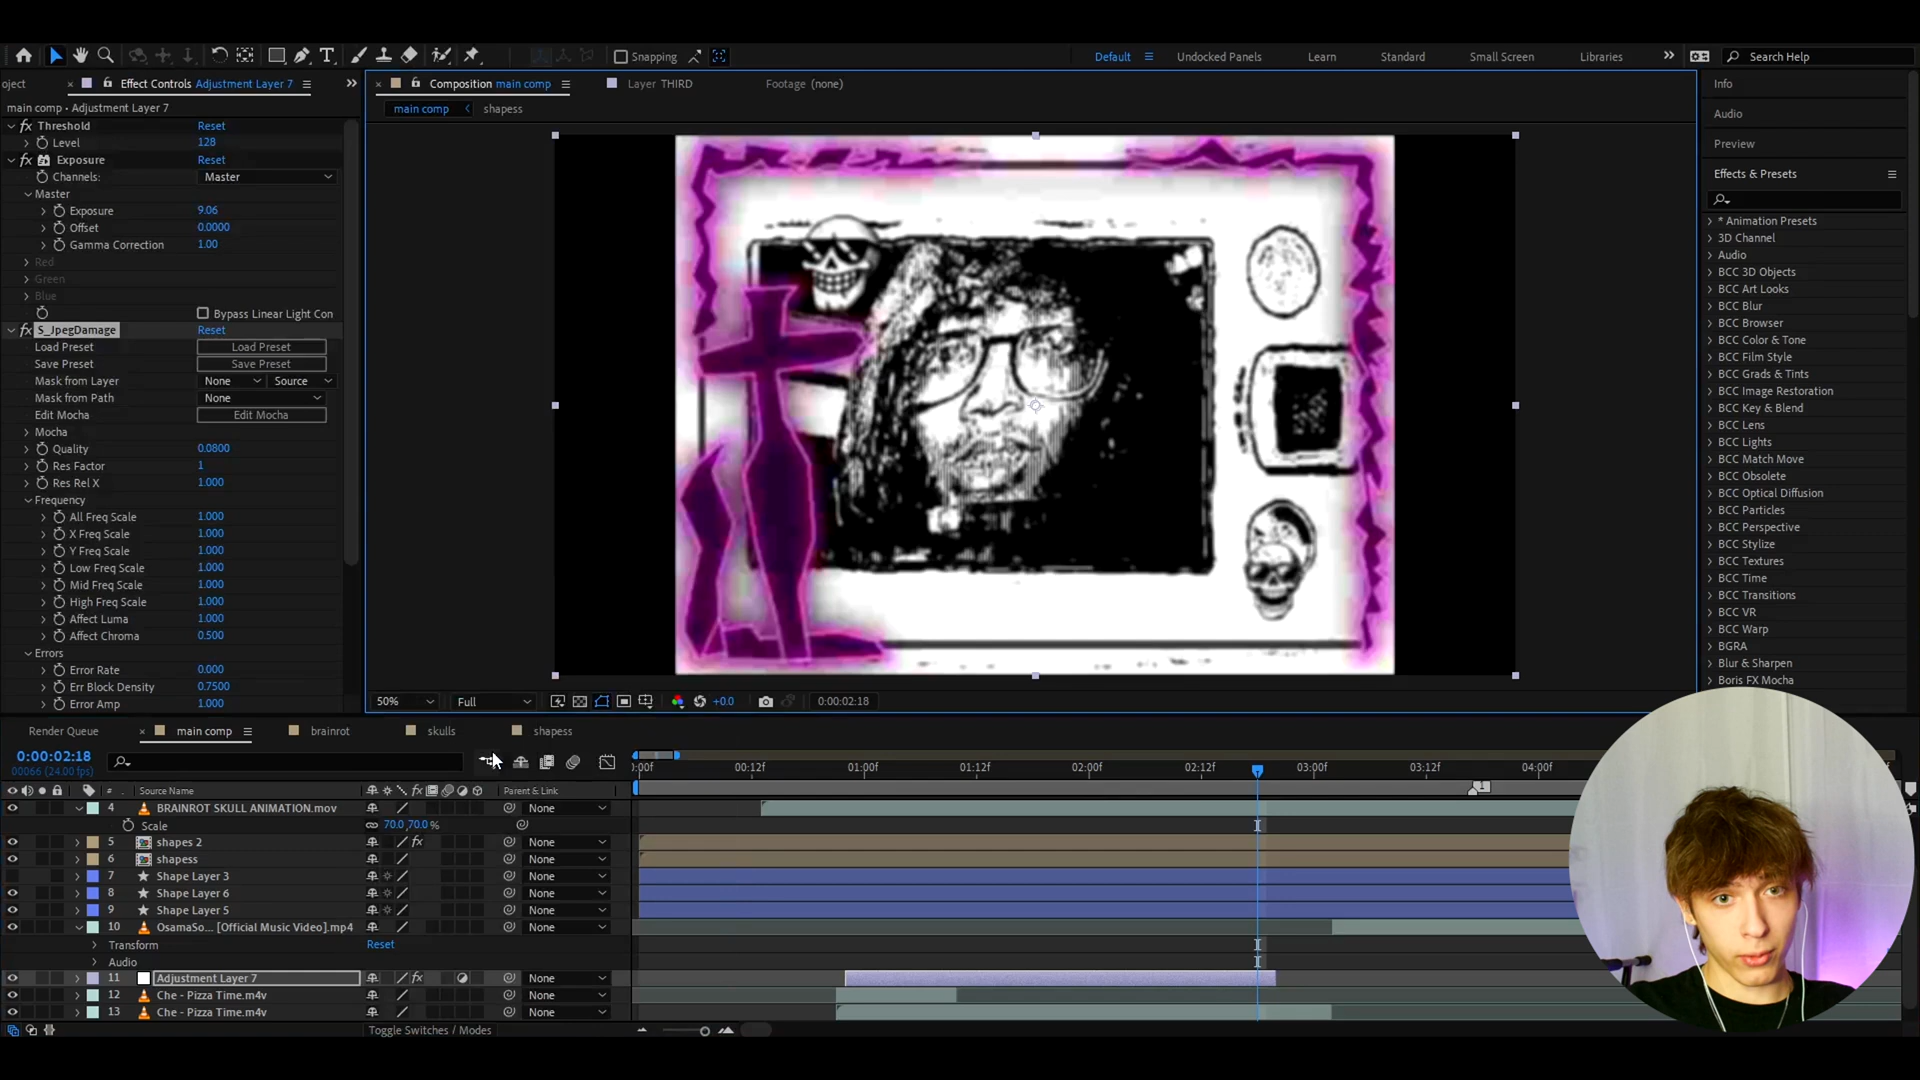 Snapping
Default
Undocked Panels
Learn
Standard
Small Screen
Libraries
Search Help
oject
Effect Controls Adjustment Layer 7
Composition main comp
Layer THIRD
Footage (none)
Info
main comp • Adjustment Layer 7
main comp
shapess
Audio
Preview
Effects & Presets
fx Threshold Reset
Level 128
fx Exposure Reset
Channels: Master
Master
Exposure 9.06
Offset 0.0000
Gamma Correction 1.00
Red
Green
Blue
Bypass Linear Light Con
fx S_JpegDamage Reset
Load Preset Load Preset
Save Preset Save Preset
Mask from Layer None Source
Mask from Path None
Edit Mocha Edit Mocha
Mocha
Quality 0.0800
Res Factor 1
Res Rel X 1.000
Frequency
All Freq Scale 1.000
X Freq Scale 1.000
Y Freq Scale 1.000
Low Freq Scale 1.000
Mid Freq Scale 1.000
High Freq Scale 1.000
Affect Luma 1.000
Affect Chroma 0.500
Errors
Error Rate 0.000
Err Block Density 0.7500
Error Amp 1.000
* Animation Presets
3D Channel
Audio
BCC 3D Objects
BCC Art Looks
BCC Blur
BCC Browser
BCC Color & Tone
BCC Film Style
BCC Grads & Tints
BCC Image Restoration
BCC Key & Blend
BCC Lens
BCC Lights
BCC Match Move
BCC Obsolete
BCC Optical Diffusion
BCC Particles
BCC Perspective
BCC Stylize
BCC Textures
BCC Time
BCC Transitions
BCC VR
BCC Warp
BGRA
Blur & Sharpen
Boris FX Mocha
50%
Full
+0.0
0:00:02:18
Render Queue
main comp
brainrot
skulls
shapess
0:00:02:18
00066 (24.00 fps)
:00f 00:12f 01:00f 01:12f 02:00f 02:12f 03:00f 03:12f 04:00f
# Source Name fx Parent & Link
1
4 BRAINROT SKULL ANIMATION.mov None
Scale 70.0,70.0 %
5 shapes 2 fx None
6 shapess None
7 Shape Layer 3 None
8 Shape Layer 6 None
9 Shape Layer 5 None
10 OsamaSo... [Official Music Video].mp4 None
Transform Reset
Audio
11 Adjustment Layer 7 fx None
12 Che - Pizza Time.m4v None
13 Che - Pizza Time.m4v None
Toggle Switches / Modes